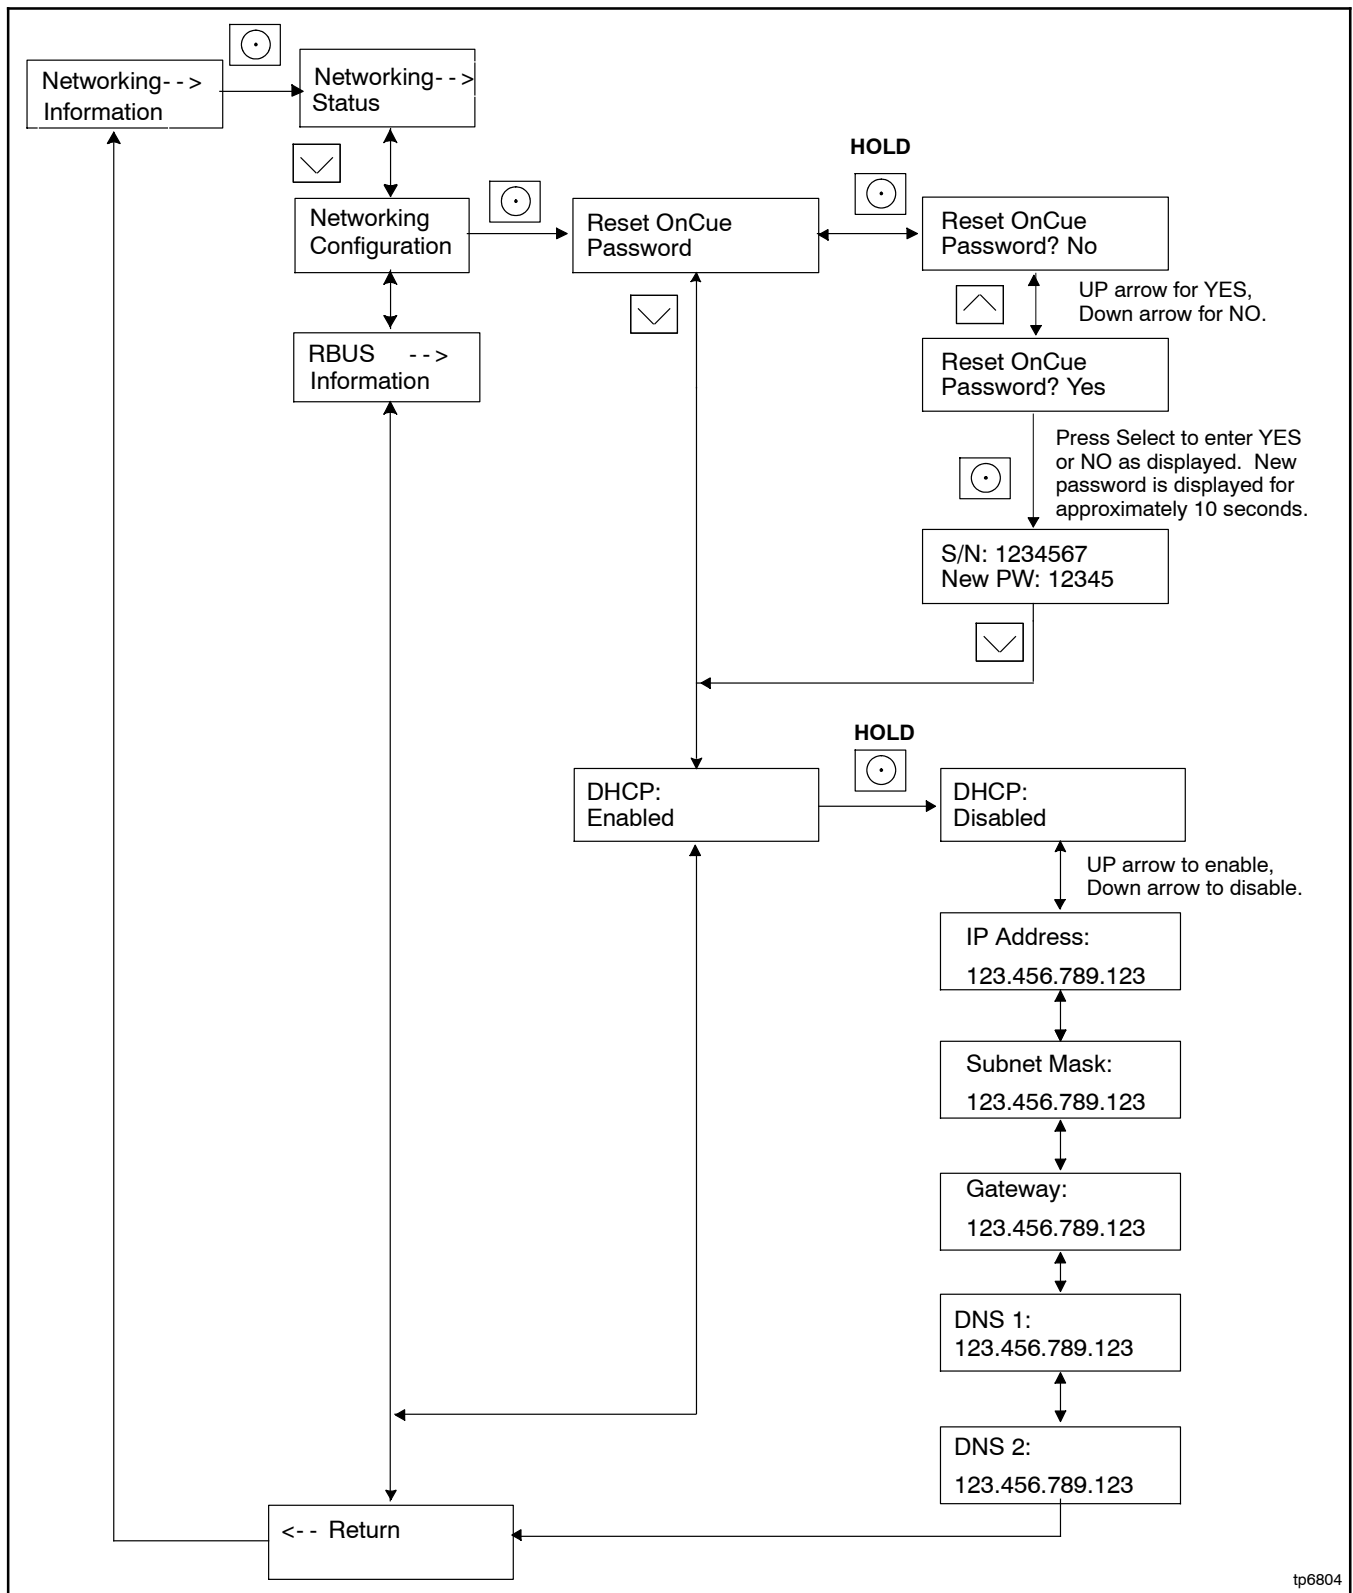 Networking-->
Information
Networking-->
Status
Networking
Configuration
RBUS -->
Information
Reset OnCue
Password
HOLD
Reset OnCue
Password? No
UP arrow for YES,
Down arrow for NO.
Reset OnCue
Password? Yes
Press Select to enter YES
or NO as displayed. New
password is displayed for
approximately 10 seconds.
S/N: 1234567
New PW: 12345
DHCP:
Enabled
HOLD
DHCP:
Disabled
UP arrow to enable,
Down arrow to disable.
IP Address:
123.456.789.123
Subnet Mask:
123.456.789.123
Gateway:
123.456.789.123
DNS 1:
123.456.789.123
DNS 2:
123.456.789.123
<-- Return
tp6804